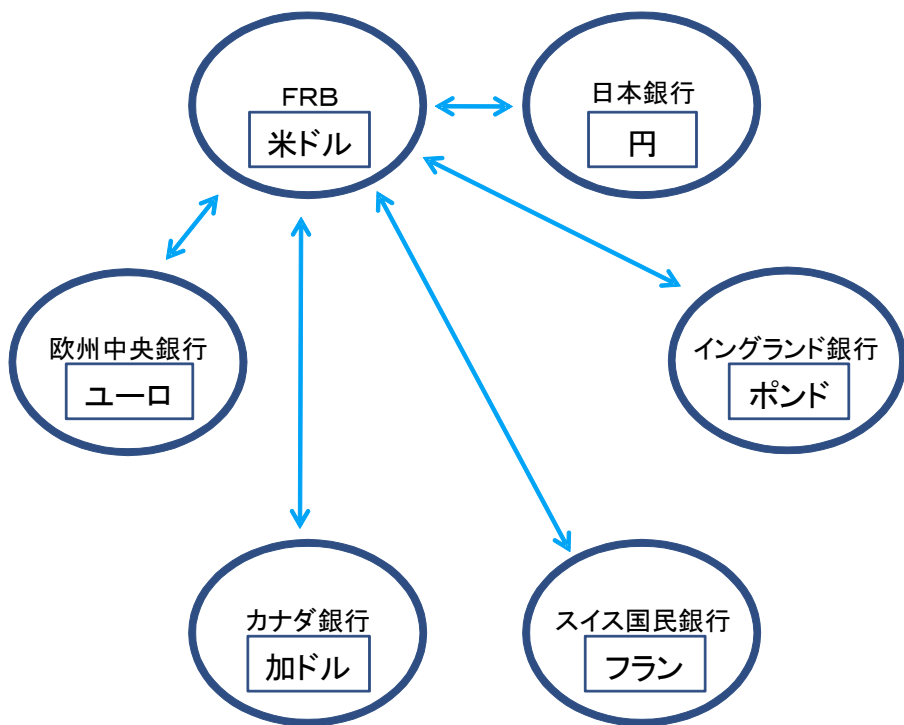 FRB
米ドル
日本銀行
円
欧州中央銀行
ユーロ
イングランド銀行
ポンド
カナダ銀行
加ドル
スイス国民銀行
フラン